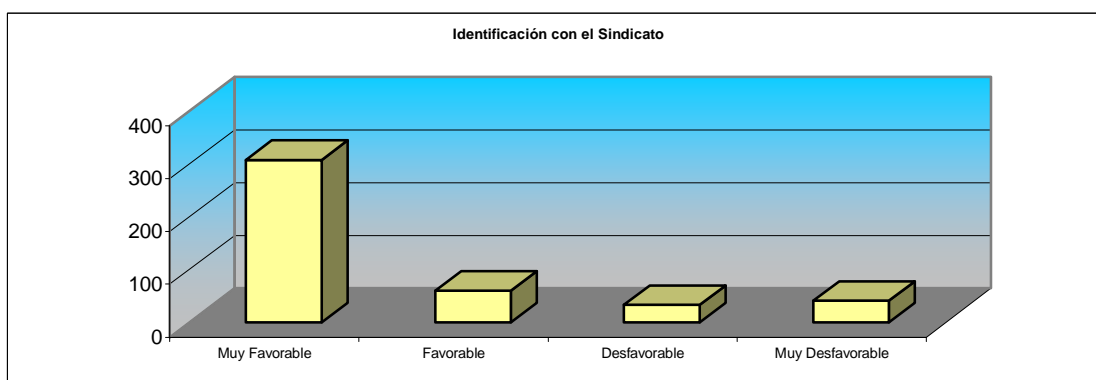 Identificación con el Sindicato
400
300
200
100
0
Muy Favorable Favorable Desfavorable Muy Desfavorable